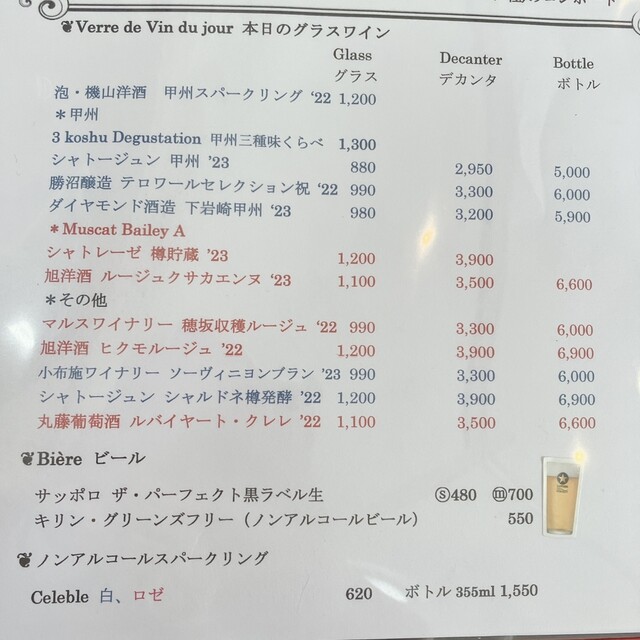 ❦Verre de Vin du jour 本日のグラスワイン
Glass Decanter Bottle
グラス デカンタ ボトル
泡・機山洋酒 甲州スパークリング ‘22 1,200
＊甲州
3 koshu Degustation 甲州三種味くらべ 1,300
シャトージュン 甲州 ’23 880 2,950 5,000
勝沼醸造 テロワールセレクション祝 ‘22 990 3,300 6,000
ダイヤモンド酒造 下岩崎甲州 ‘23 980 3,200 5,900
＊Muscat Bailey A
シャトレーゼ 樽貯蔵 ’23 1,200 3,900
旭洋酒 ルージュクサカエンヌ ‘23 1,100 3,500 6,600
＊その他
マルスワイナリー 穂坂収穫ルージュ ‘22 990 3,300 6,000
旭洋酒 ヒクモルージュ ’22 1,200 3,900 6,900
小布施ワイナリー ソーヴィニヨンブラン ’23 990 3,300 6,000
シャトージュン シャルドネ樽発酵 ’22 1,200 3,900 6,900
丸藤葡萄酒 ルバイヤート・クレレ ’22 1,100 3,500 6,600
❦Bière ビール
サッポロ ザ・パーフェクト黒ラベル生 ⓢ480 ⓜ700
キリン・グリーンズフリー（ノンアルコールビール） 550
❦ノンアルコールスパークリング
Celeble 白、ロゼ 620 ボトル 355ml 1,550